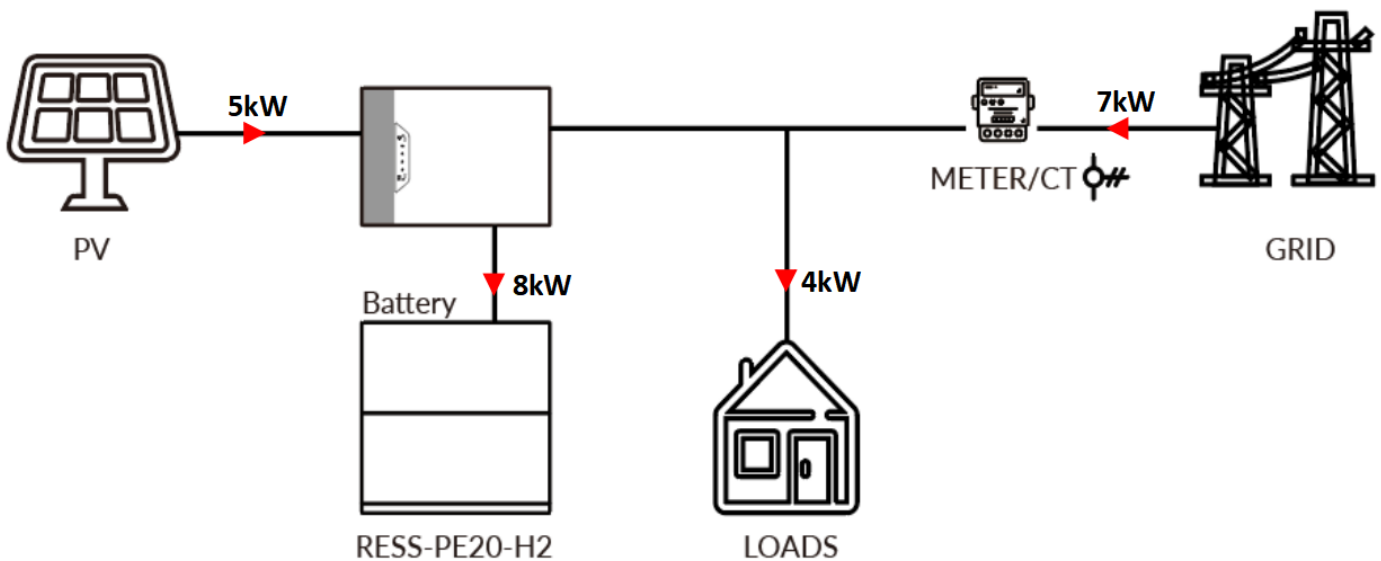 5kW
7kW
METER/CT
PV
GRID
8kW
4kW
Battery
RESS-PE20-H2
LOADS